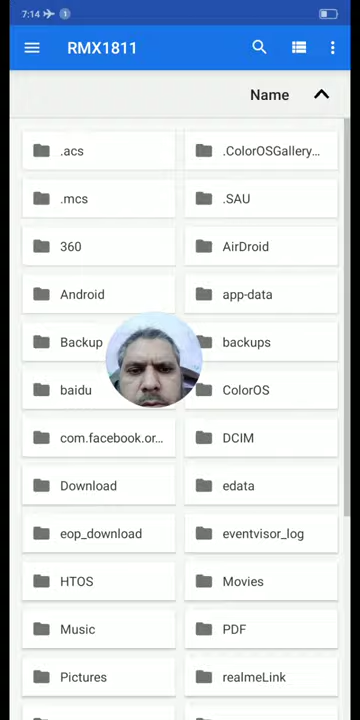 7:14 1
RMX1811
Name
.acs .ColorOSGallery...
.mcs .SAU
360 AirDroid
Android app-data
Backup backups
baidu ColorOS
com.facebook.or... DCIM
Download edata
eop_download eventvisor_log
HTOS Movies
Music PDF
Pictures realmeLink